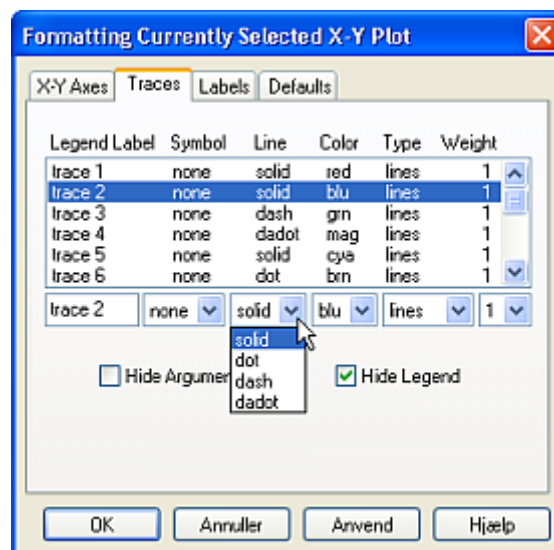 Formatting Currently Selected X-Y Plot
X-Y Axes Traces Labels Defaults
Legend Label Symbol Line Color Type Weight
trace 1 none solid red lines 1
trace 2 none solid blu lines 1
trace 3 none dash grn lines 1
trace 4 none dadot mag lines 1
trace 5 none solid cya lines 1
trace 6 none dot brn lines 1
trace 2 none solid blu lines 1
solid
dot
Hide Argumen Hide Legend
dash
dadot
OK Annuller Anvend Hjælp